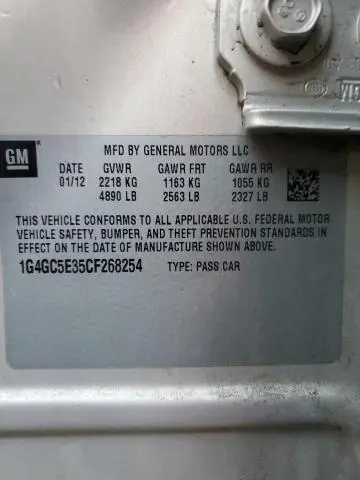 GM
MFD BY GENERAL MOTORS LLC
DATE GVWR GAWR FRT GAWR RR
01/12 2218 KG 1163 KG 1055 KG
4890 LB 2563 LB 2327 LB
THIS VEHICLE CONFORMS TO ALL APPLICABLE U.S. FEDERAL MOTOR
VEHICLE SAFETY, BUMPER, AND THEFT PREVENTION STANDARDS IN
EFFECT ON THE DATE OF MANUFACTURE SHOWN ABOVE.
1G4GC5E35CF268254 TYPE: PASS CAR